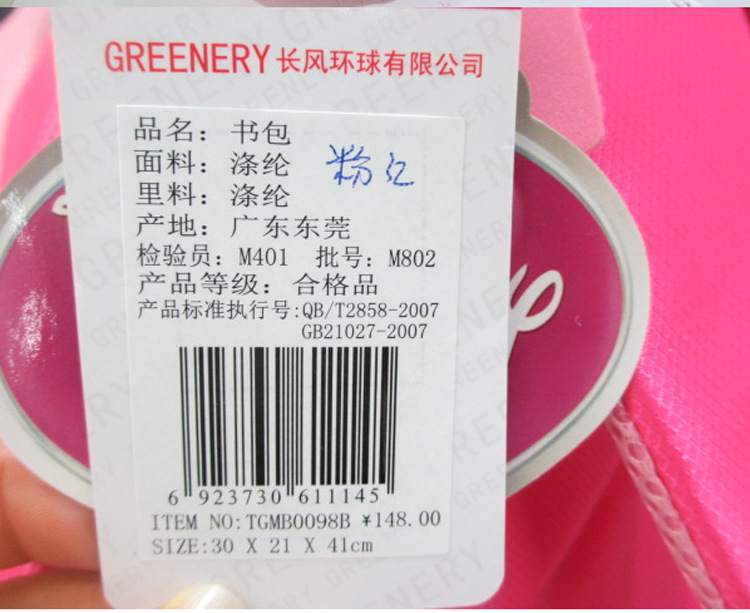 GREENERY 长风环球有限公司
品名：书包
面料：涤纶 粉红
里料：涤纶
产地：广东东莞
检验员：M401 批号：M802
产品等级：合格品
产品标准执行号:QB/T2858-2007
GB21027-2007
6 923730 611145
ITEM NO:TGMB0098B ¥148.00
SIZE:30 X 21 X 41cm